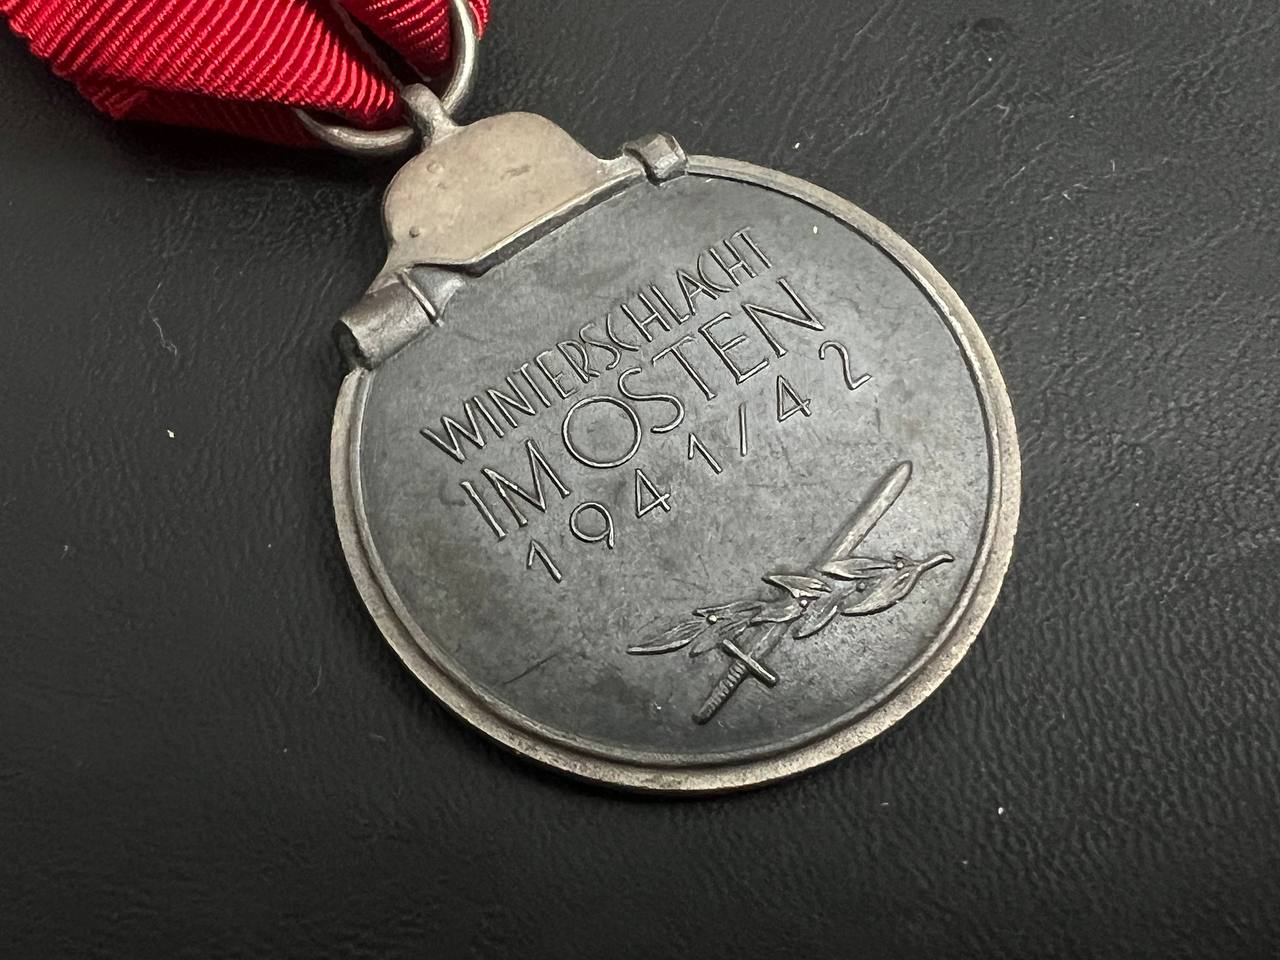 WINTERSCHLACHT
IM OSTEN
1941/42